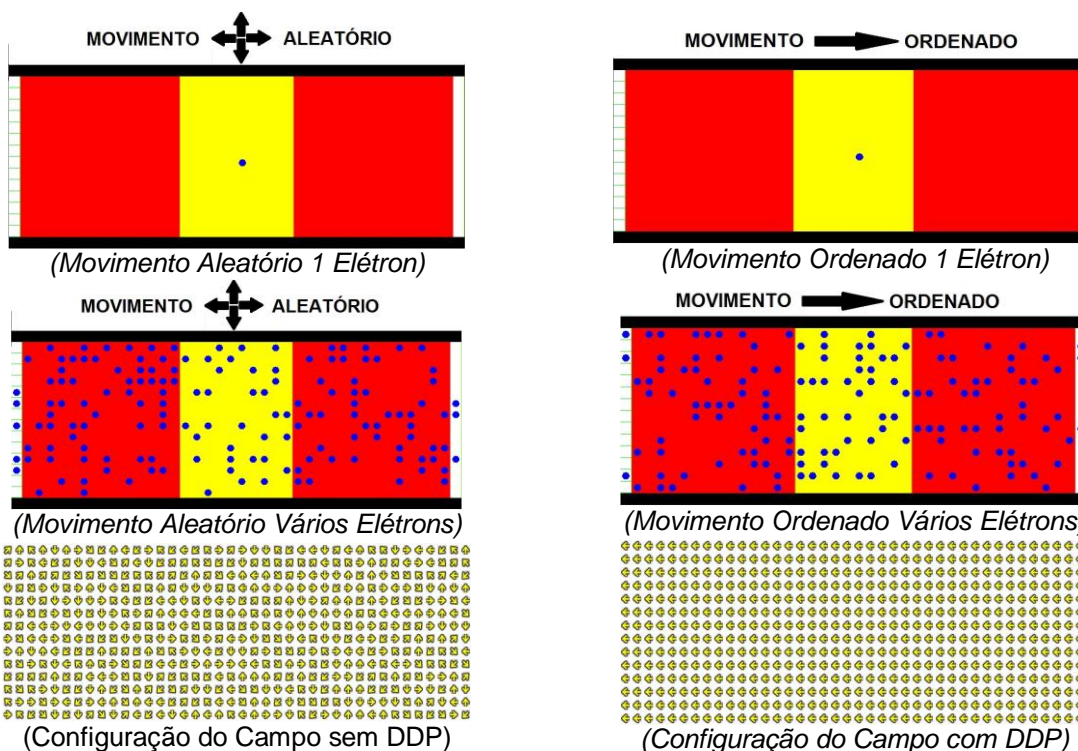 MOVIMENTO ALEATÓRIO
(Movimento Aleatório 1 Elétron)
MOVIMENTO ORDENADO
(Movimento Ordenado 1 Elétron)
MOVIMENTO ALEATÓRIO
(Movimento Aleatório Vários Elétrons)
MOVIMENTO ORDENADO
(Movimento Ordenado Vários Elétrons
(Configuração do Campo sem DDP)
(Configuração do Campo com DDP)